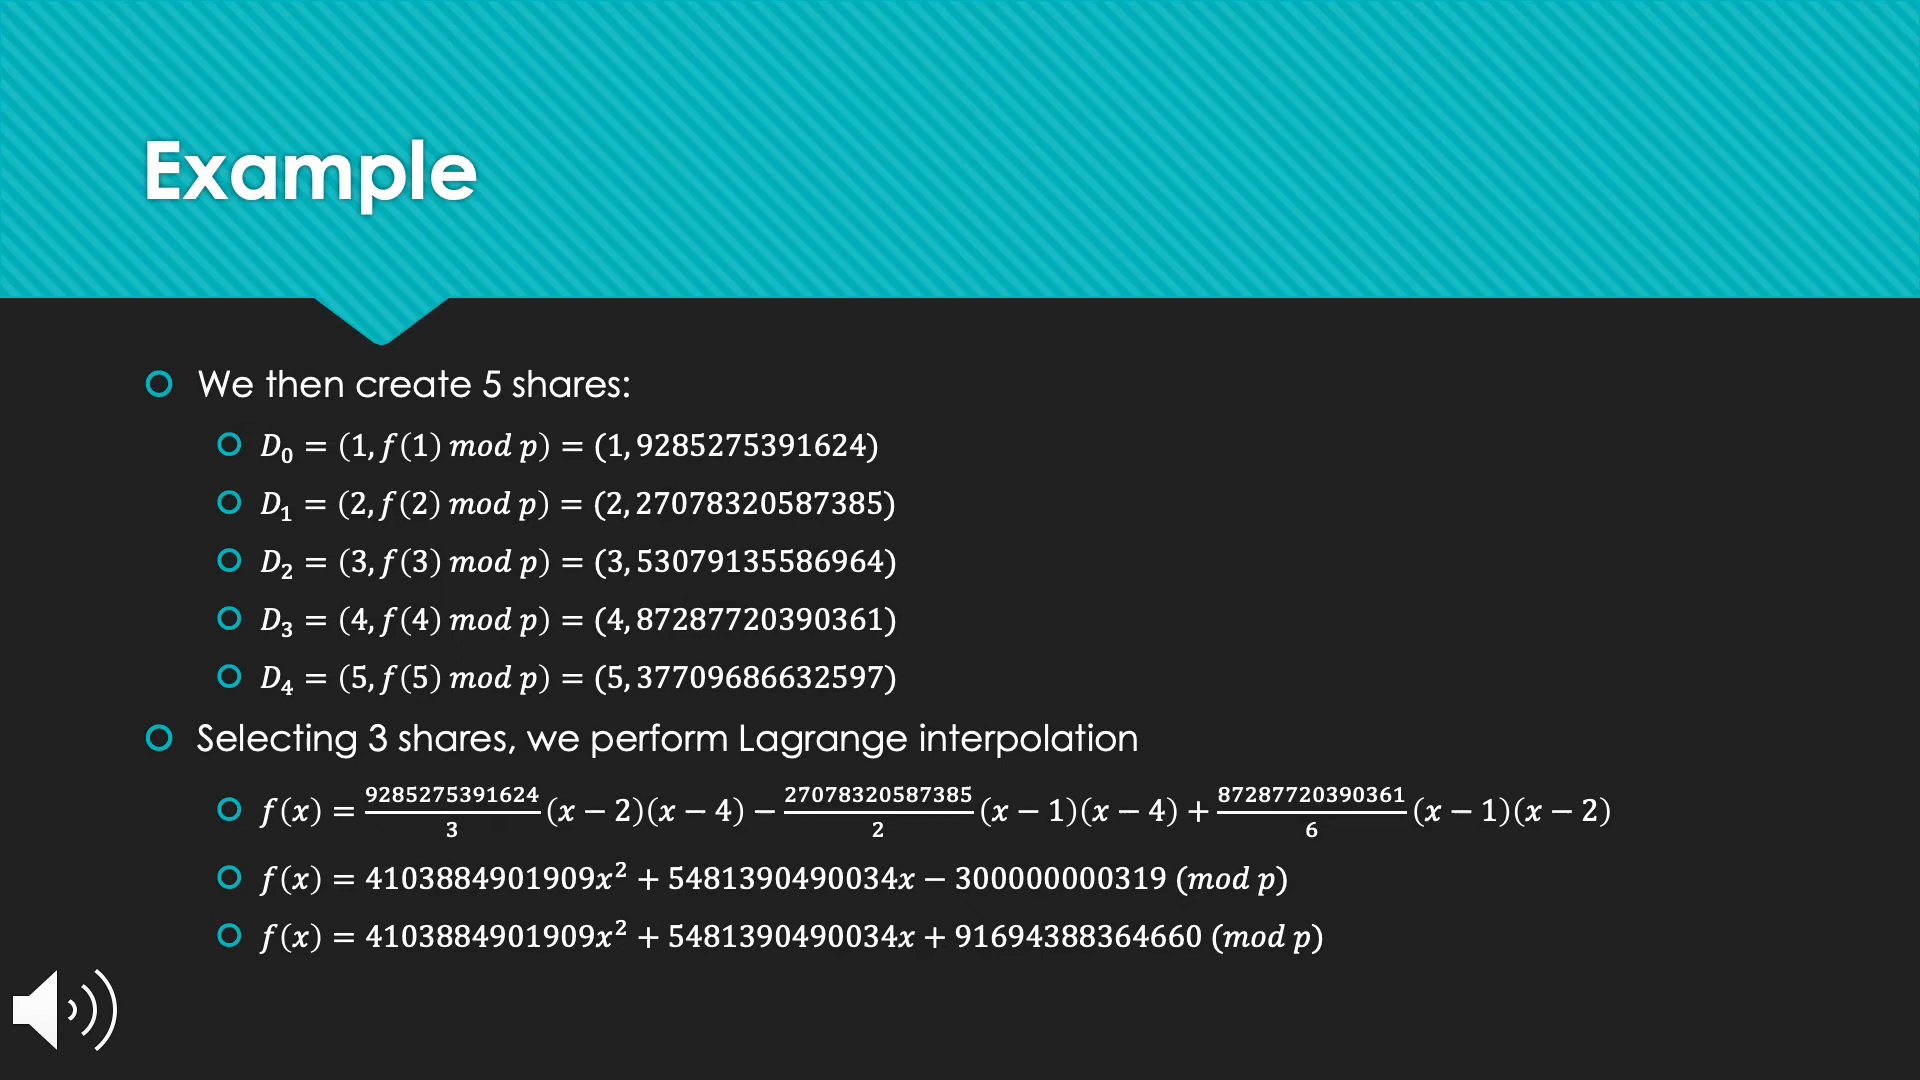 Example
We then create 5 shares:
D₀ = (1, f(1) mod p) = (1, 9285275391624)
D₁ = (2, f(2) mod p) = (2, 27078320587385)
D₂ = (3, f(3) mod p) = (3, 53079135586964)
D₃ = (4, f(4) mod p) = (4, 87287720390361)
D₄ = (5, f(5) mod p) = (5, 37709686632597)
Selecting 3 shares, we perform Lagrange interpolation
f(x) = 9285275391624/3 (x − 2)(x − 4) − 27078320587385/2 (x − 1)(x − 4) + 87287720390361/6 (x − 1)(x − 2)
f(x) = 4103884901909x² + 5481390490034x − 300000000319 (mod p)
f(x) = 4103884901909x² + 5481390490034x + 91694388364660 (mod p)